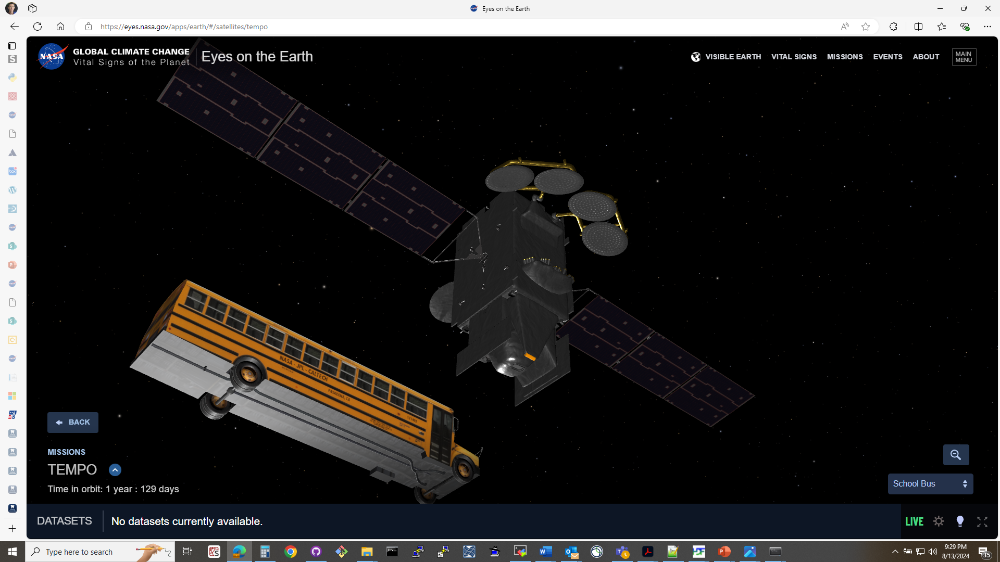 Eyes on the Earth
https://eyes.nasa.gov/apps/earth/#/satellites/tempo
NASA
GLOBAL CLIMATE CHANGE
Vital Signs of the Planet
Eyes on the Earth
VISIBLE EARTH
VITAL SIGNS
MISSIONS
EVENTS
ABOUT
MAIN
MENU
NASA - JPL - CALTECH
PASADENA, CA
BACK
MISSIONS
TEMPO
Time in orbit: 1 year : 129 days
School Bus
DATASETS
No datasets currently available.
LIVE
Type here to search
9:29 PM
8/13/2024
35